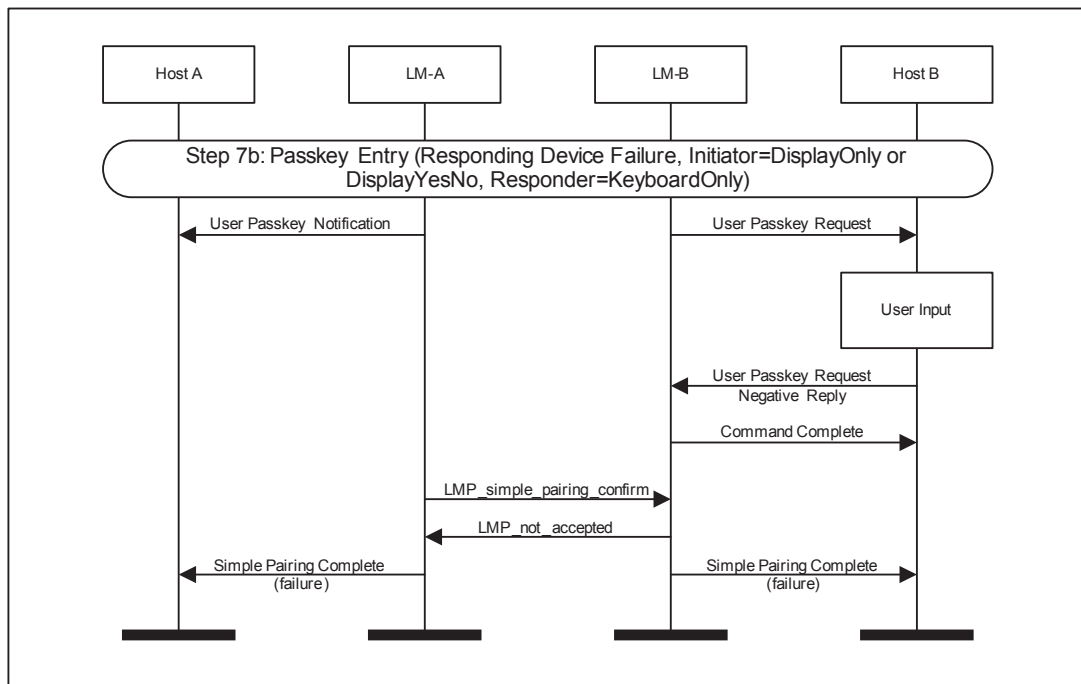 Host A
LM-A
LM-B
Host B
Step 7b: Passkey Entry (Responding Device Failure, Initiator=DisplayOnly or
DisplayYesNo, Responder=KeyboardOnly)
User Passkey Notification
User Passkey Request
User Input
User Passkey Request
Negative Reply
Command Complete
LMP_simple_pairing_confirm
LMP_not_accepted
Simple Pairing Complete
(failure)
Simple Pairing Complete
(failure)